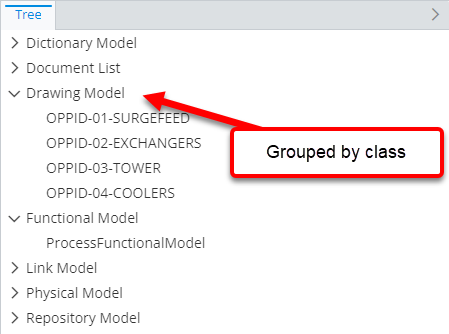 Tree
Dictionary Model
Document List
Drawing Model
OPPID-01-SURGEFEED
OPPID-02-EXCHANGERS
Grouped by class
OPPID-03-TOWER
OPPID-04-COOLERS
Functional Model
ProcessFunctionalModel
Link Model
Physical Model
Repository Model